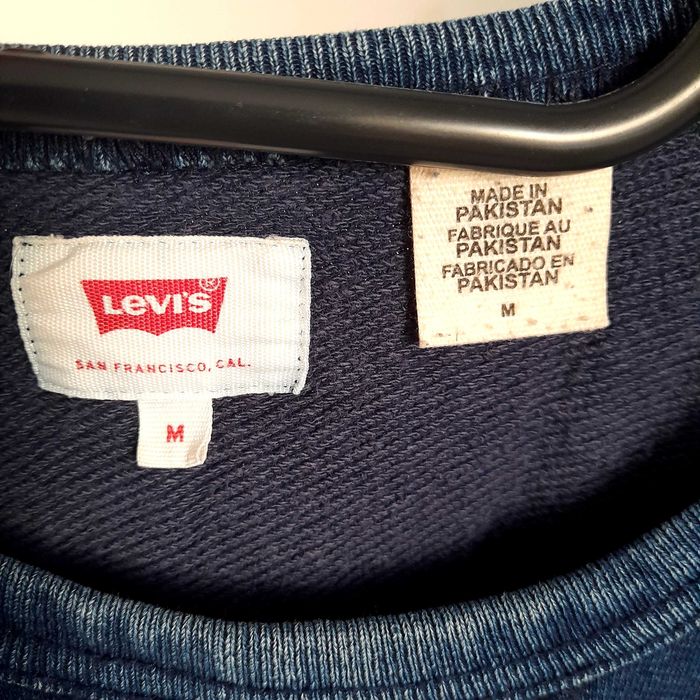 LEVI'S®
SAN FRANCISCO, CAL.
M
MADE IN
PAKISTAN
FABRIQUE AU
PAKISTAN
FABRICADO EN
PAKISTAN
M